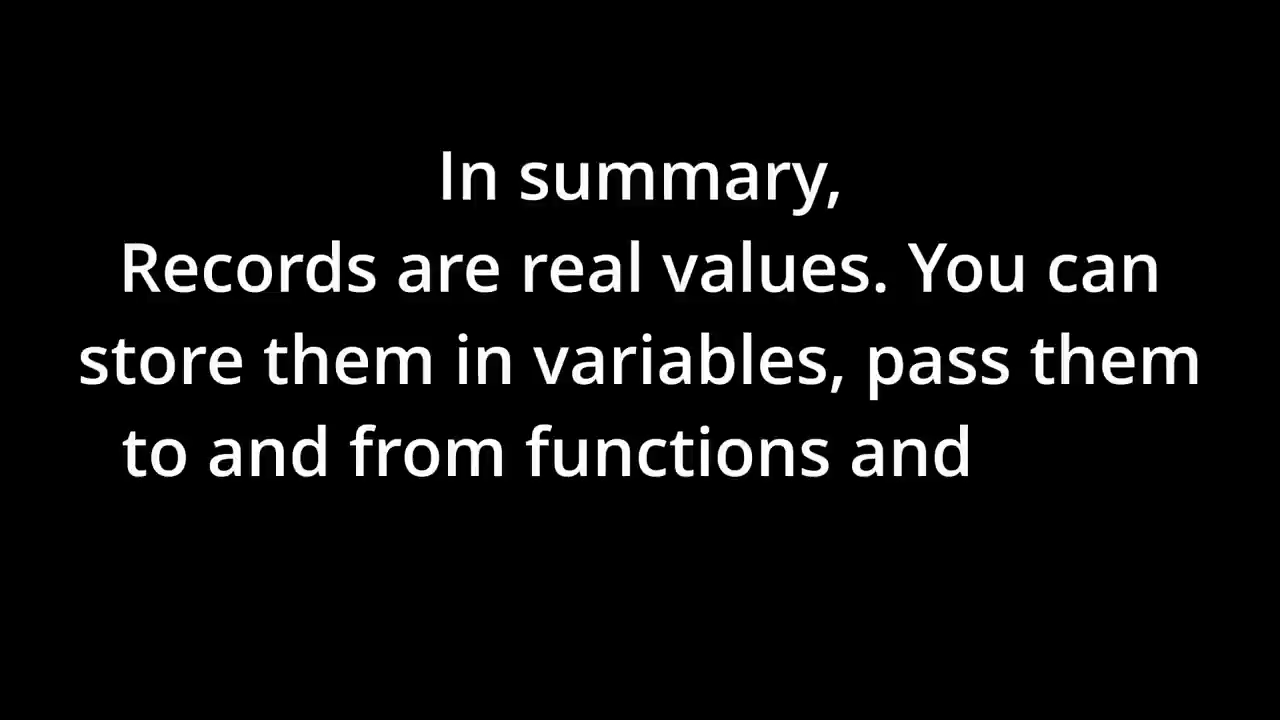 In summary,
Records are real values. You can
store them in variables, pass them
to and from functions and